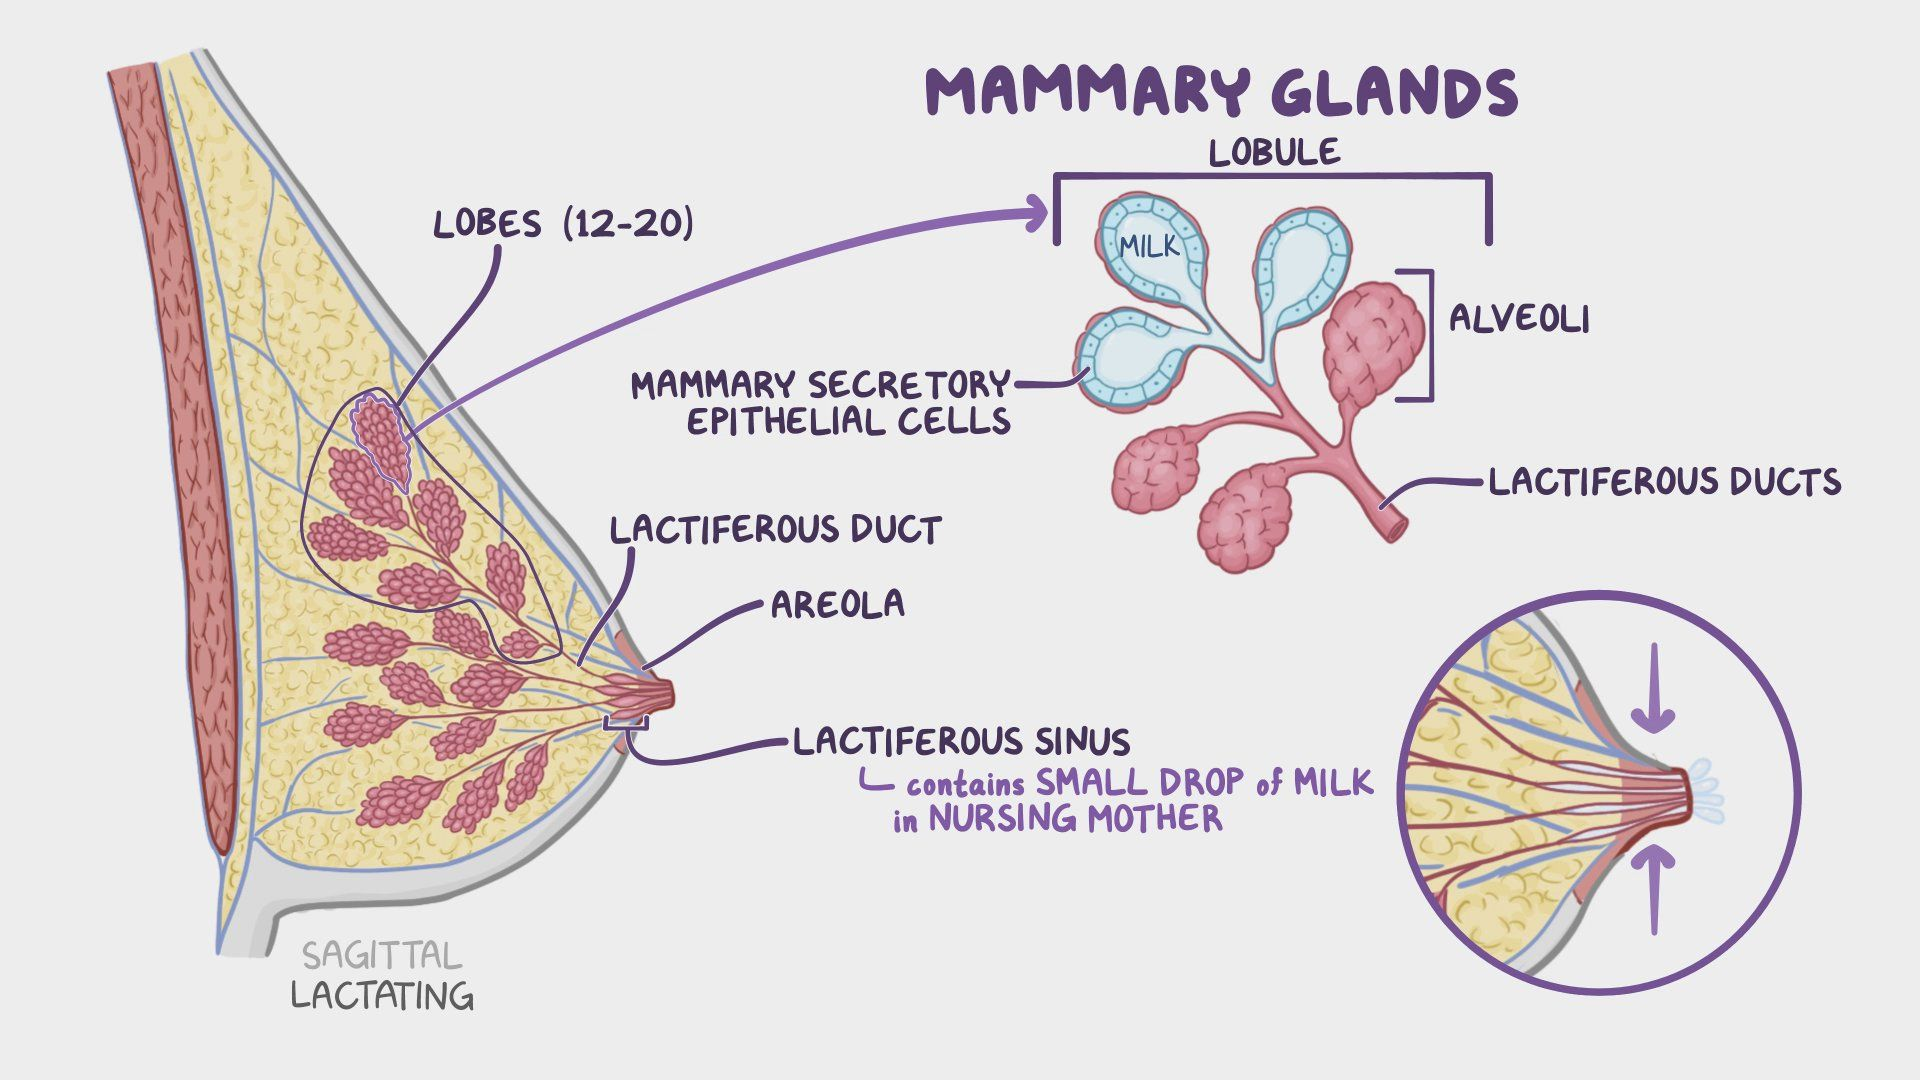 MAMMARY GLANDS
LOBULE
LOBES (12-20)
MILK
ALVEOLI
MAMMARY SECRETORY
EPITHELIAL CELLS
LACTIFEROUS DUCTS
LACTIFEROUS DUCT
AREOLA
LACTIFEROUS SINUS
contains SMALL DROP of MILK
in NURSING MOTHER
SAGITTAL
LACTATING